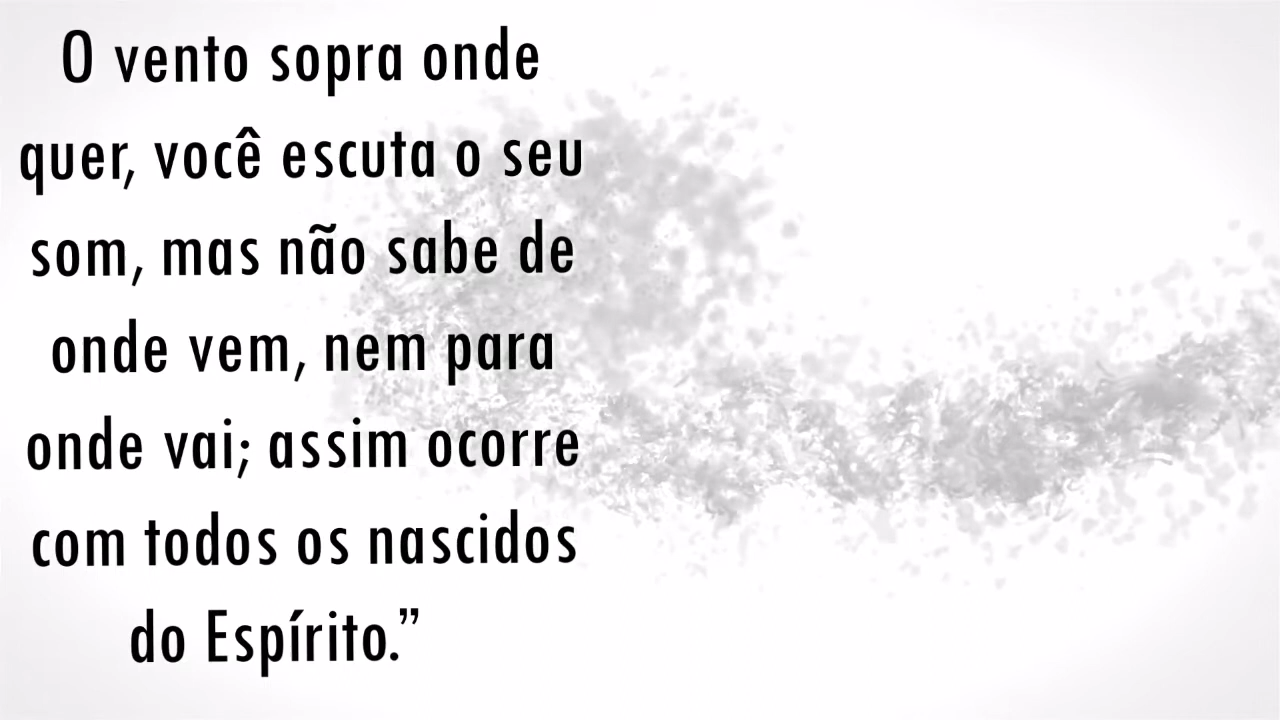 O vento sopra onde
quer, você escuta o seu
som, mas não sabe de
onde vem, nem para
onde vai; assim ocorre
com todos os nascidos
do Espírito.”